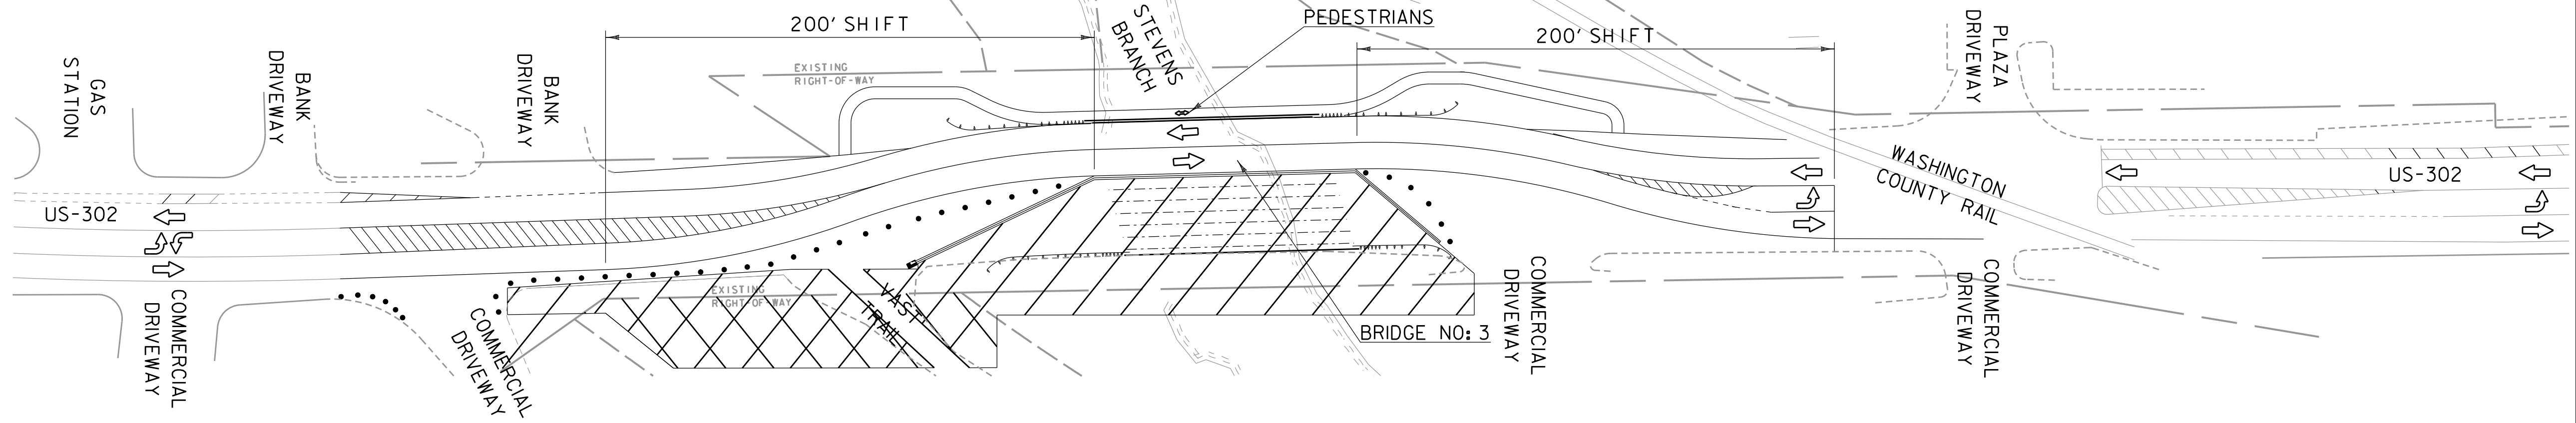 GAS
STATION
BANK
DRIVEWAY
BANK
DRIVEWAY
200' SHIFT
EXISTING
RIGHT-OF-WAY
STEVENS
BRANCH
PEDESTRIANS
200' SHIFT
PLAZA
DRIVEWAY
WASHINGTON
COUNTY RAIL
US-302
US-302
COMMERCIAL
DRIVEWAY
COMMERCIAL
DRIVEWAY
EXISTING
RIGHT-OF-WAY
VAST
TRAIL
BRIDGE NO: 3
COMMERCIAL
DRIVEWAY
COMMERCIAL
DRIVEWAY